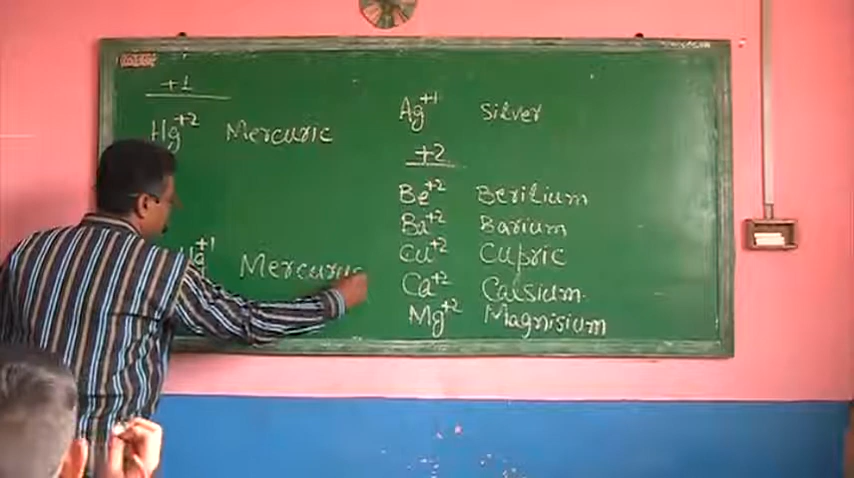 +1
Hg+2 Mercuric
Hg+1 Mercurus
Ag+1 Silver
+2
Be+2 Berilium
Ba+2 Barium
Cu+2 Cupric
Ca+2 Calsium
Mg+2 Magnisium